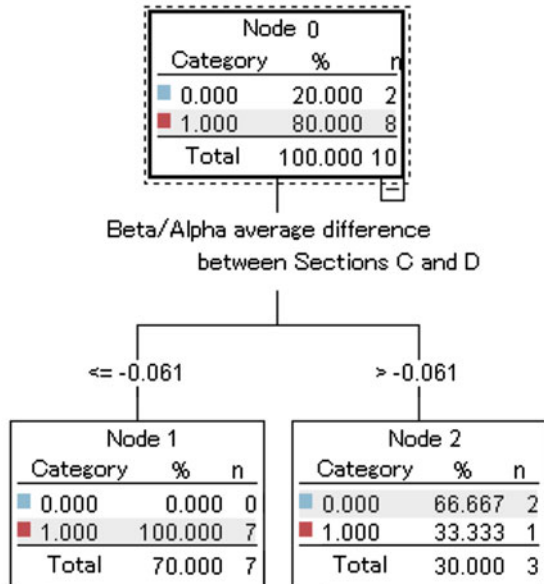 Node 0
Category % n
0.000 20.000 2
1.000 80.000 8
Total 100.000 10
Beta/Alpha average difference
between Sections C and D
<= -0.061
> -0.061
Node 1
Category % n
0.000 0.000 0
1.000 100.000 7
Total 70.000 7
Node 2
Category % n
0.000 66.667 2
1.000 33.333 1
Total 30.000 3